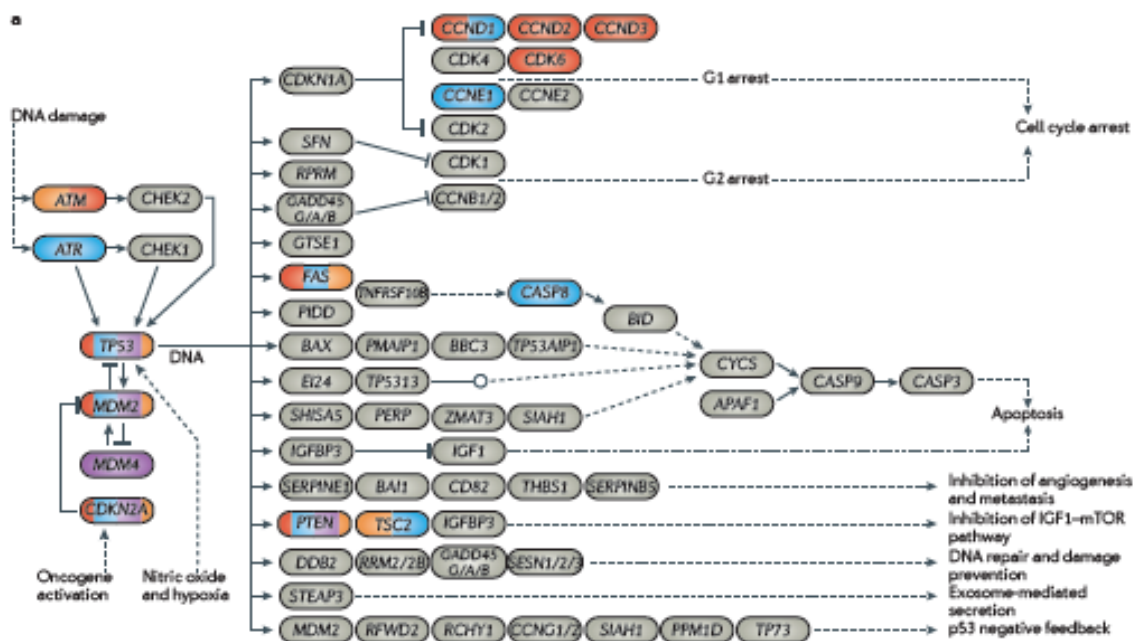 a
CCND1 CCND2 CCND3
CDK4 CDK6
CDKN1A
G1 arrest
CCNE1 CCNE2
DNA damage
CDK2
Cell cycle arrest
SFN
CDK1
RPRM
G2 arrest
ATM CHEK2
GADD45
G/A/B
CCNB1/2
ATR CHEK1
GTSE1
FAS
TNFRSF10B CASP8
PIDD
BID
TP53
DNA
BAX PMAIP1 BBC3 TP53AIP1
CYCS
EI24 TP5313
CASP9 CASP3
MDM2
APAF1
SHISA5 PERP ZMAT3 SIAH1
Apoptosis
IGFBP3 IGF1
MDM4
SERPINE1 BAI1 CD82 THBS1 SERPINB5
Inhibition of angiogenesis
and metastasis
CDKN2A
PTEN TSC2 IGFBP3
Inhibition of IGF1–mTOR
pathway
DDB2 RRM2/2B GADD45
G/A/B SESN1/2/3
DNA repair and damage
prevention
Oncogene
activation
Nitric oxide
and hypoxia
STEAP3
Exosome-mediated
secretion
MDM2 RFWD2 RCHY1 CCNG1/2 SIAH1 PPM1D TP73
p53 negative feedback